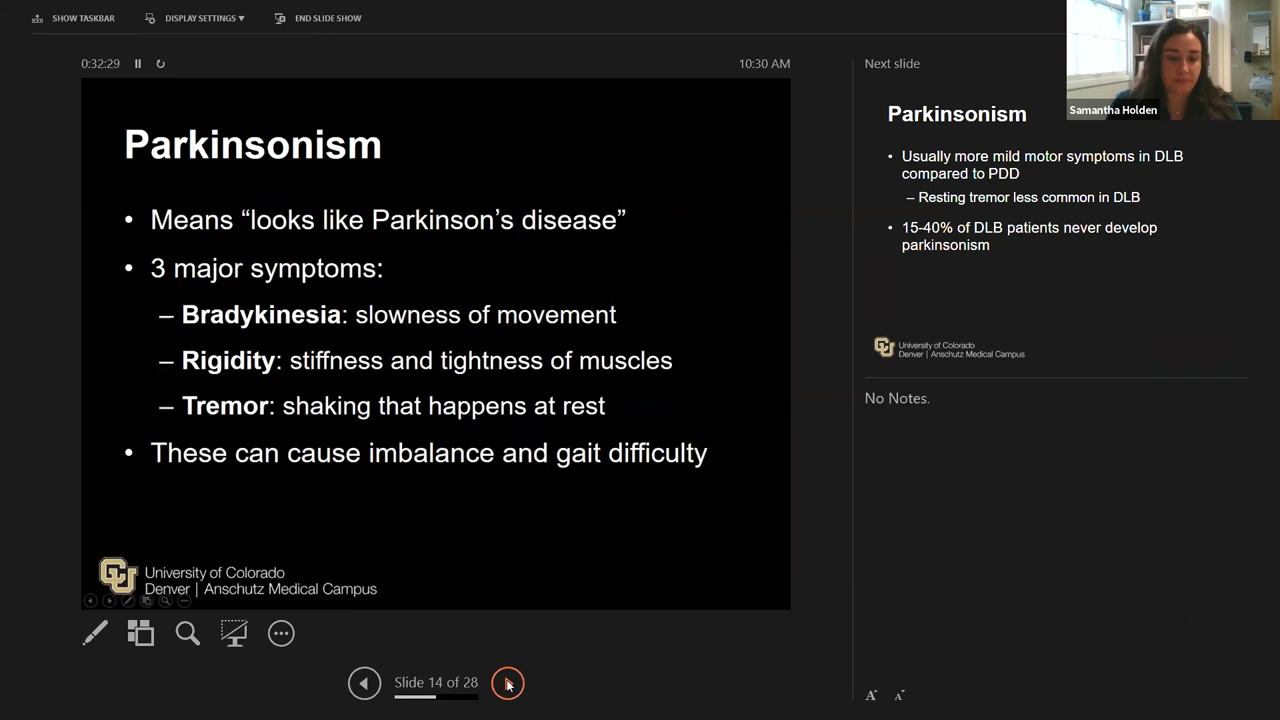 SHOW TASKBAR
DISPLAY SETTINGS ▼
END SLIDE SHOW
0:32:29
10:30 AM
Parkinsonism
• Means “looks like Parkinson’s disease”
• 3 major symptoms:
– Bradykinesia: slowness of movement
– Rigidity: stiffness and tightness of muscles
– Tremor: shaking that happens at rest
• These can cause imbalance and gait difficulty
CU
University of Colorado
Denver | Anschutz Medical Campus
Slide 14 of 28
Next slide
Parkinsonism
• Usually more mild motor symptoms in DLB
compared to PDD
– Resting tremor less common in DLB
• 15-40% of DLB patients never develop
parkinsonism
CU
University of Colorado
Denver | Anschutz Medical Campus
No Notes.
A A
Samantha Holden